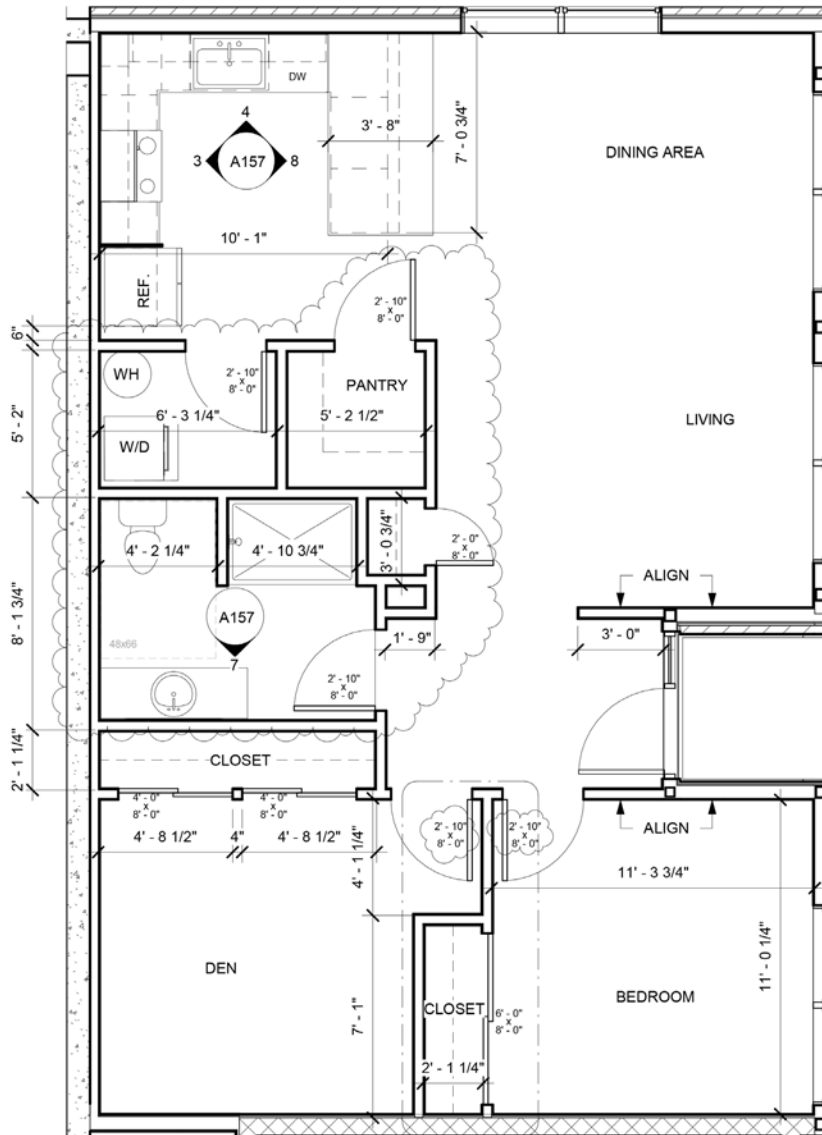 DW
4
3' - 8"
7' - 0 3/4"
DINING AREA
3
A157
8
10' - 1"
REF.
2' - 10"
x
8' - 0"
6"
WH
2' - 10"
x
8' - 0"
PANTRY
5' - 2"
6' - 3 1/4"
5' - 2 1/2"
LIVING
W/D
4' - 2 1/4"
4' - 10 3/4"
3' - 0 3/4"
2' - 0"
x
8' - 0"
ALIGN
8' - 1 3/4"
A157
7
48x66
1' - 9"
3' - 0"
2' - 10"
x
8' - 0"
2' - 1 1/4"
CLOSET
4' - 0"
x
8' - 0"
4' - 0"
x
8' - 0"
4' - 8 1/2"
4"
4' - 8 1/2"
4' - 1 1/4"
2' - 10"
x
8' - 0"
2' - 10"
x
8' - 0"
ALIGN
11' - 3 3/4"
DEN
7' - 1"
CLOSET
6' - 0"
x
8' - 0"
BEDROOM
11' - 0 1/4"
2' - 1 1/4"